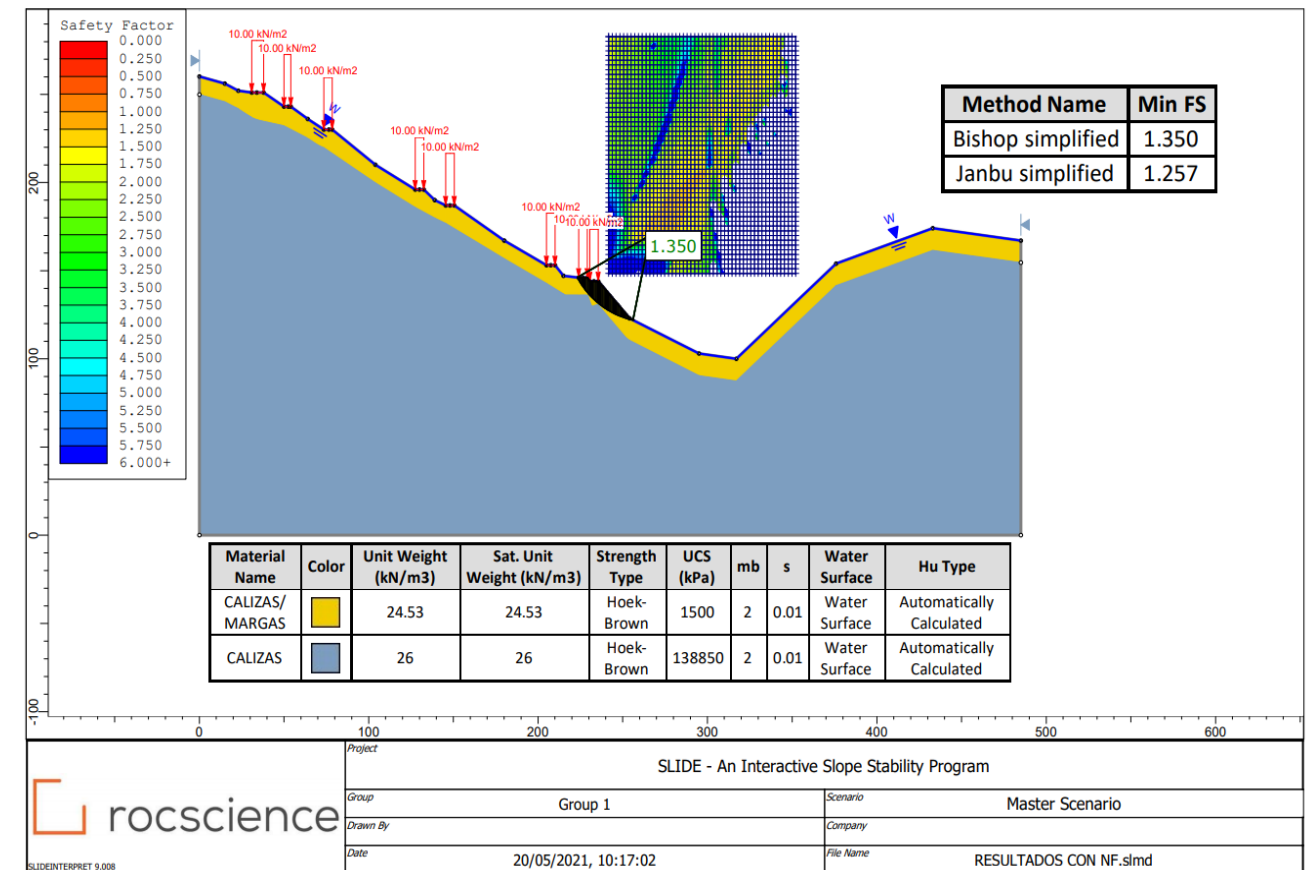 Safety Factor
0.000
0.250
0.500
0.750
1.000
1.250
1.500
1.750
2.000
2.250
2.500
2.750
3.000
3.250
3.500
3.750
4.000
4.250
4.500
4.750
5.000
5.250
5.500
5.750
6.000+
10.00 kN/m2
10.00 kN/m2
10.00 kN/m2
W
10.00 kN/m2
10.00 kN/m2
10.00 kN/m2
10.00 kN/m2
1.350
W
Method Name Min FS
Bishop simplified 1.350
Janbu simplified 1.257
200
100
0
-100
Material Name Color Unit Weight (kN/m3) Sat. Unit Weight (kN/m3) Strength Type UCS (kPa) mb s Water Surface Hu Type
CALIZAS/ MARGAS 24.53 24.53 Hoek-Brown 1500 2 0.01 Water Surface Automatically Calculated
CALIZAS 26 26 Hoek-Brown 138850 2 0.01 Water Surface Automatically Calculated
0 100 200 300 400 500 600
rocscience
SLIDEINTERPRET 9.008
Project
SLIDE - An Interactive Slope Stability Program
Group Group 1 Scenario Master Scenario
Drawn By Company
Date 20/05/2021, 10:17:02 File Name RESULTADOS CON NF.slmd